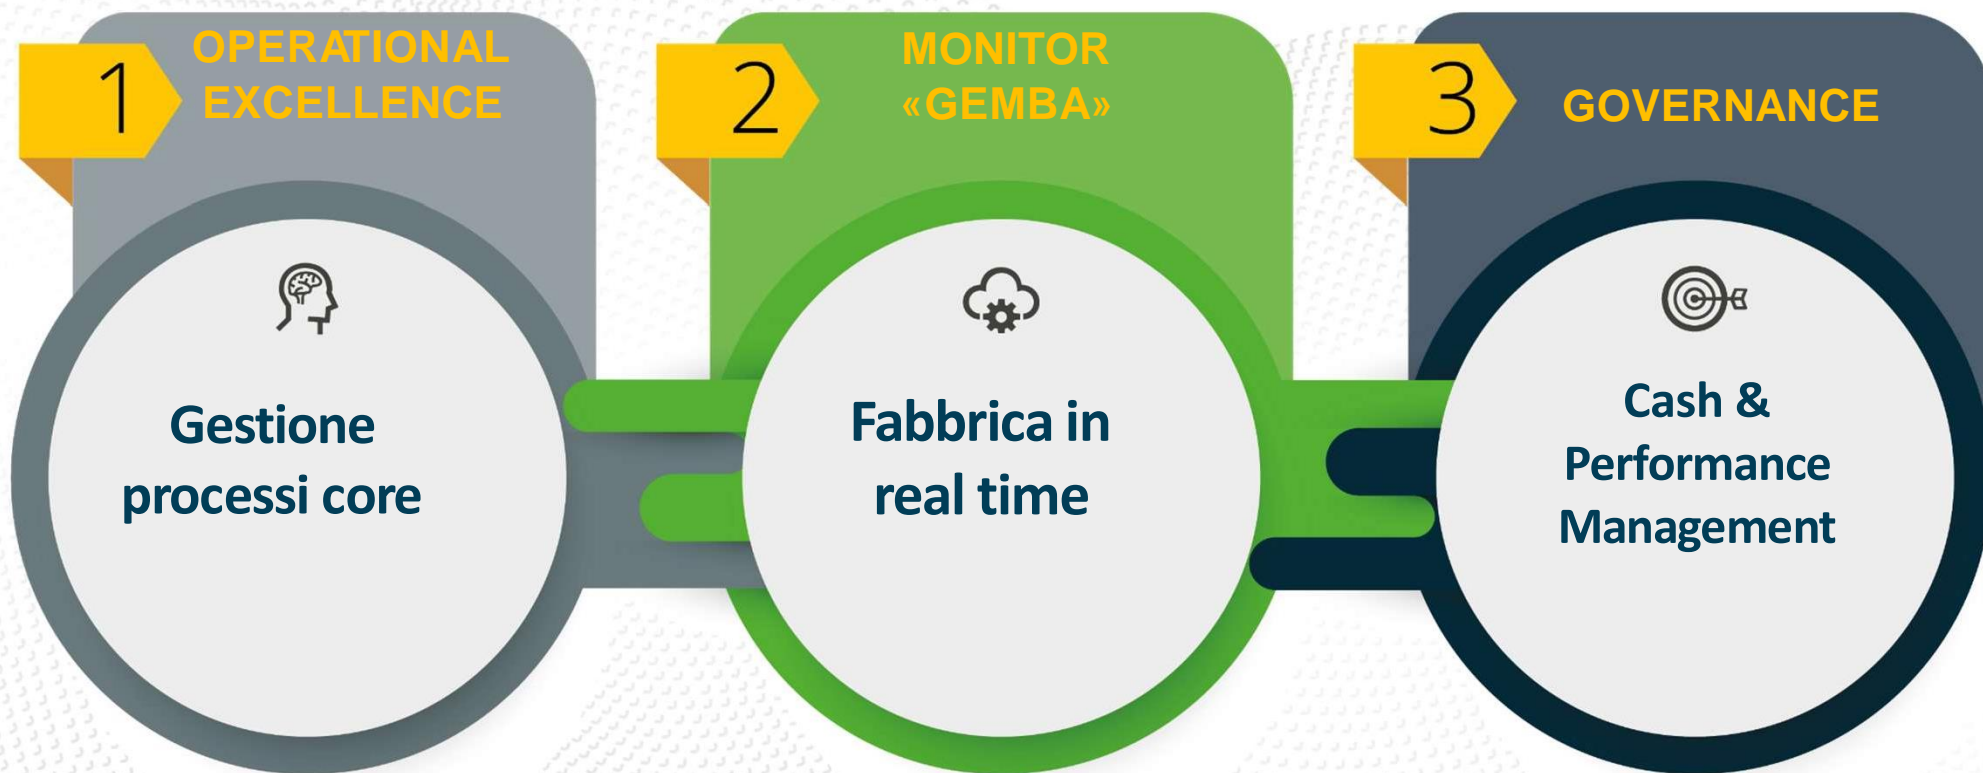 1
OPERATIONAL
EXCELLENCE
Gestione
processi core
2
MONITOR
«GEMBA»
Fabbrica in
real time
3
GOVERNANCE
Cash &
Performance
Management